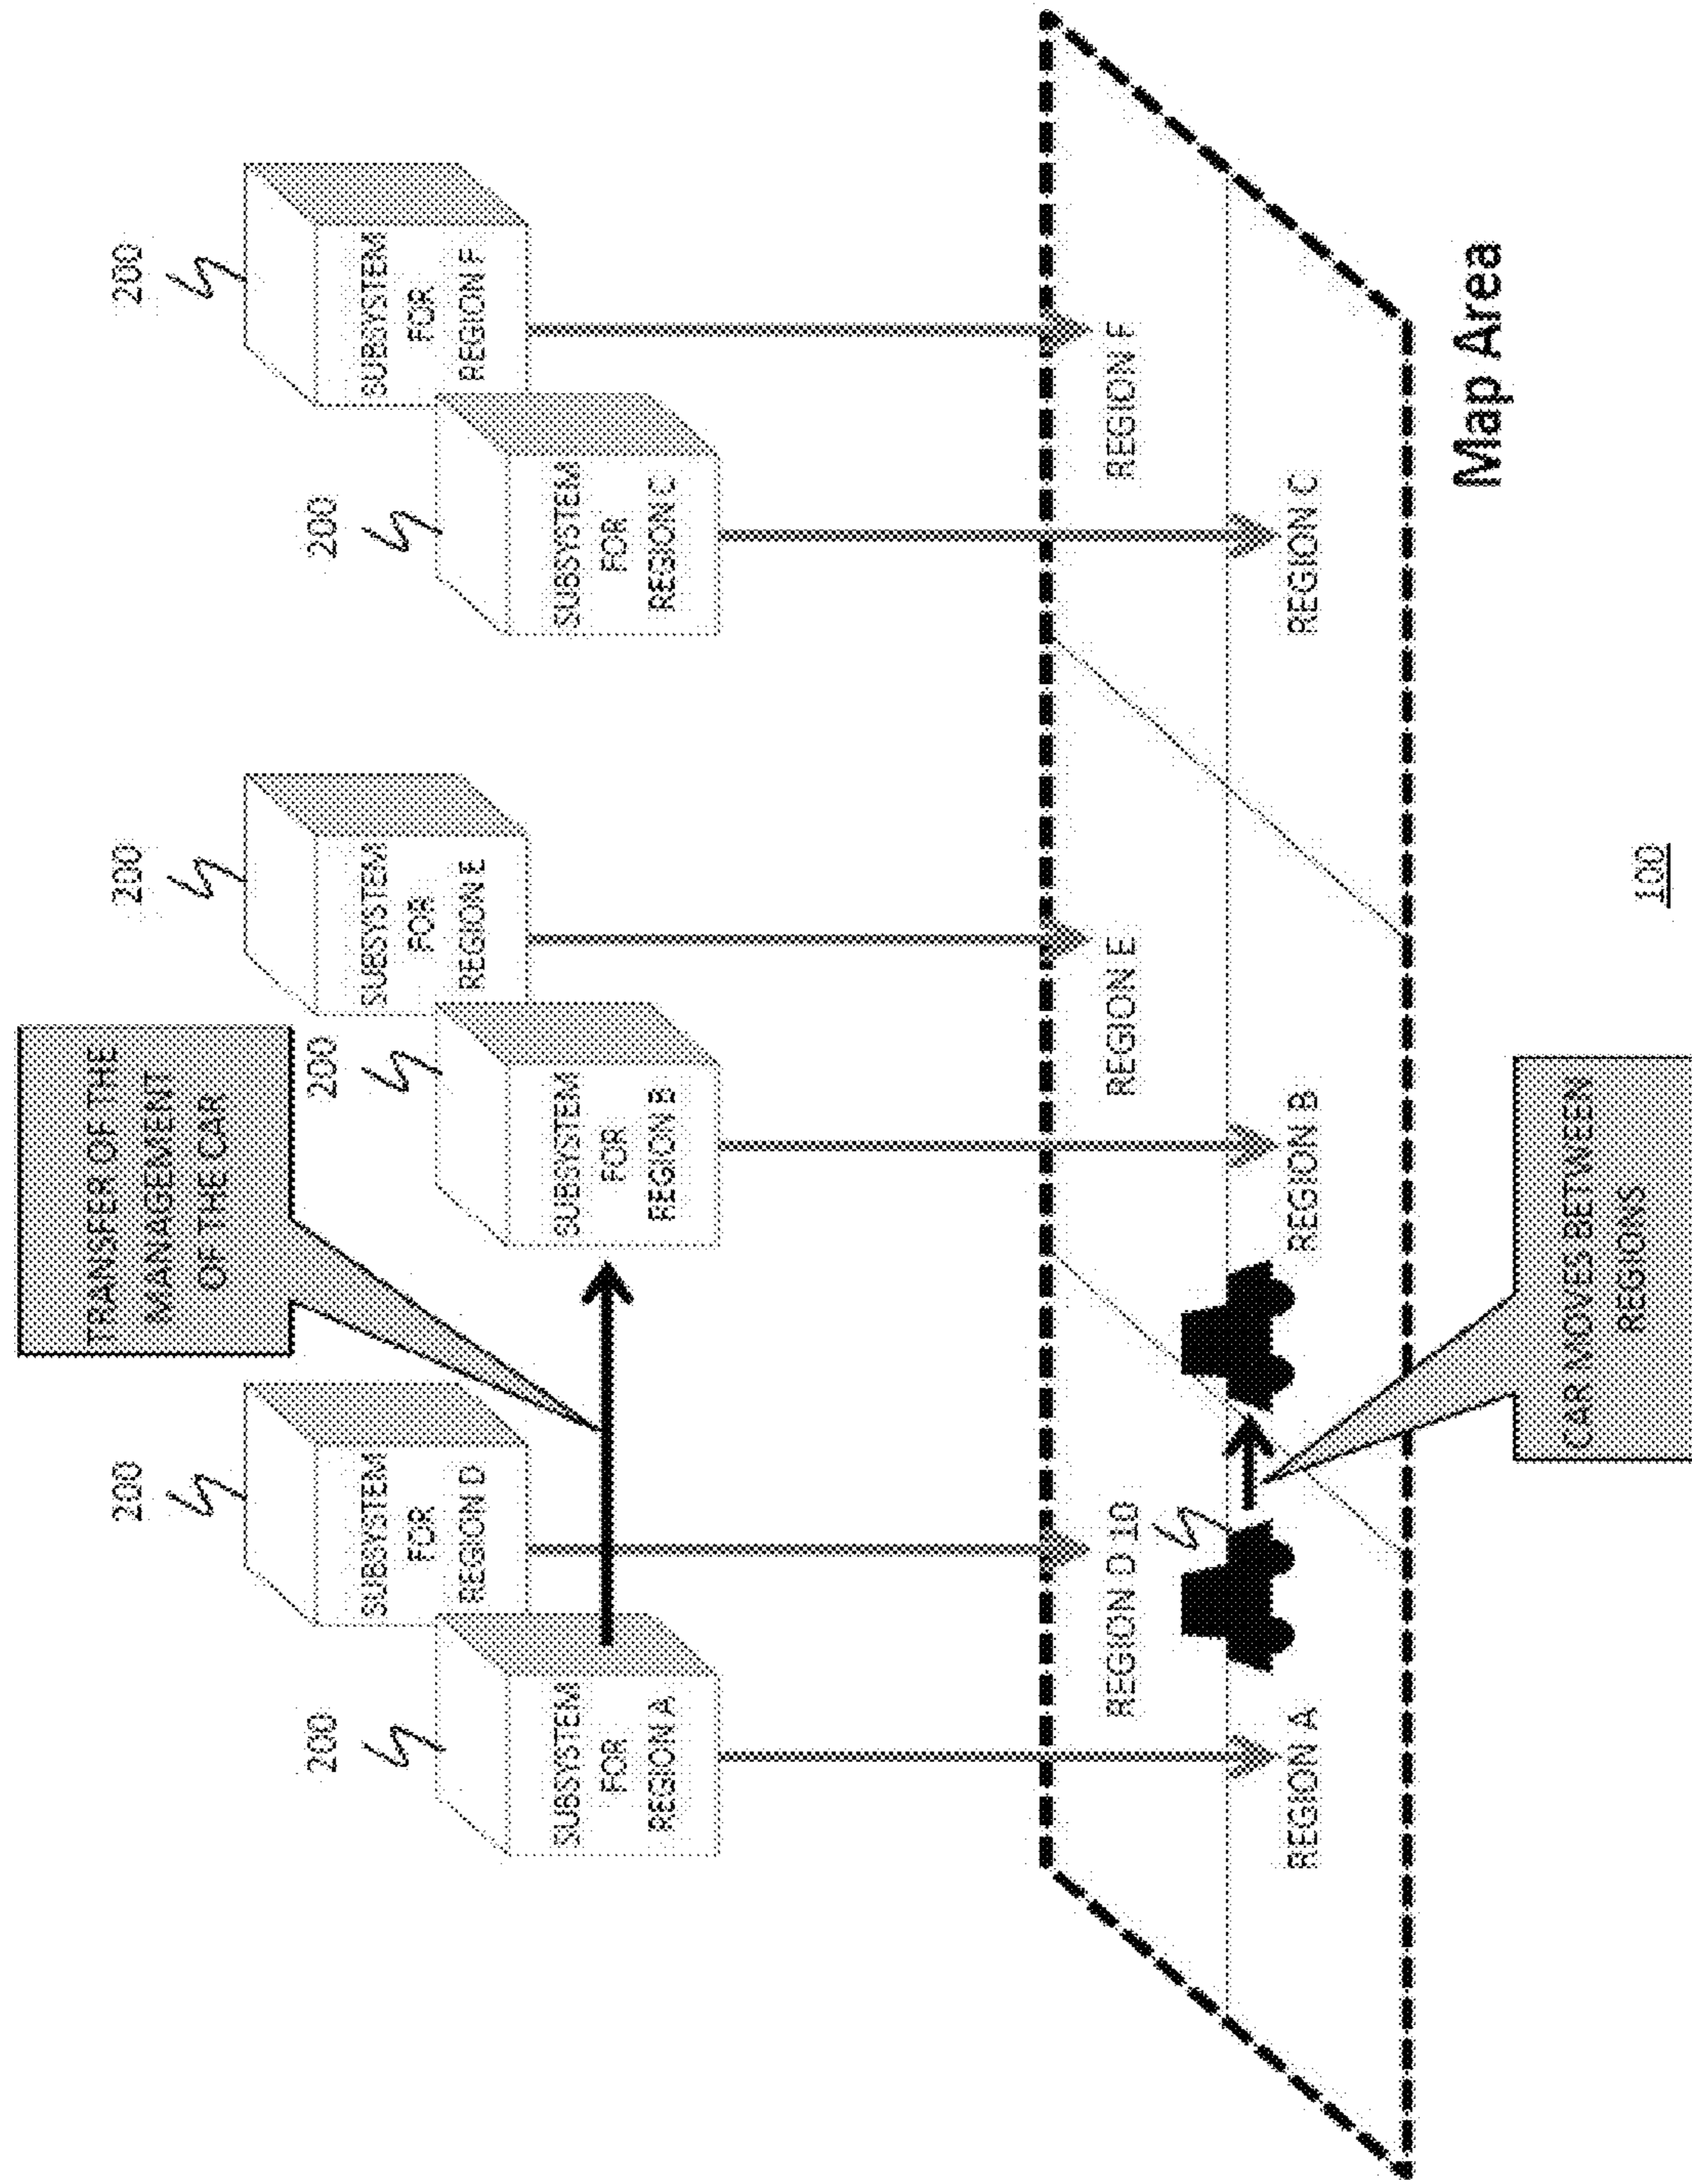 TRANSFER OF THE
MANAGEMENT
OF THE CAR
200
200
200
SUBSYSTEM
FOR
REGION D
SUBSYSTEM
FOR
REGION E
SUBSYSTEM
FOR
REGION F
200
200
200
SUBSYSTEM
FOR
REGION A
SUBSYSTEM
FOR
REGION B
SUBSYSTEM
FOR
REGION C
REGION D
10
REGION E
REGION F
REGION A
REGION B
REGION C
Map Area
CAR MOVES BETWEEN
REGIONS
100